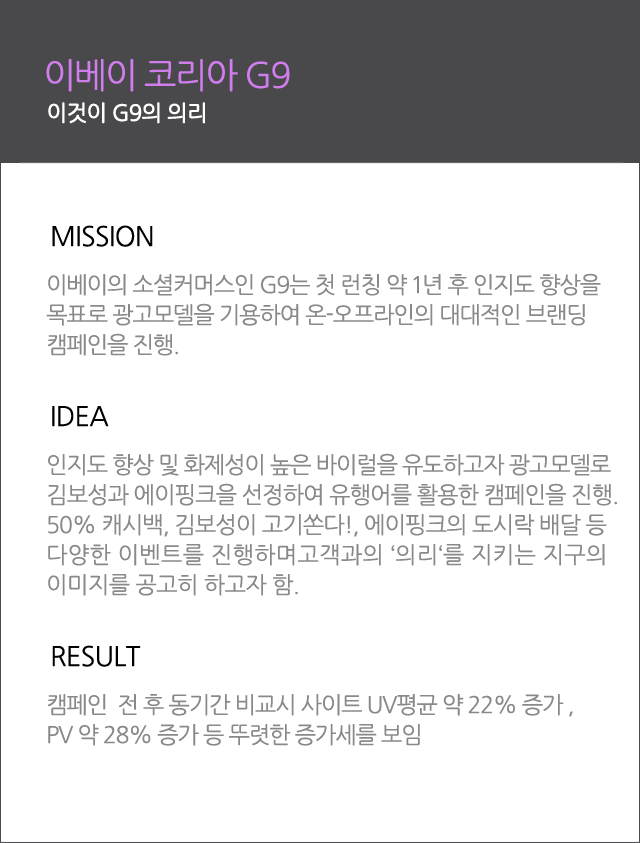 이베이 코리아 G9
이것이 G9의 의리
MISSION
이베이의 소셜커머스인 G9는 첫 런칭 약 1년 후 인지도 향상을
목표로 광고모델을 기용하여 온-오프라인의 대대적인 브랜딩
캠페인을 진행.
IDEA
인지도 향상 및 화제성이 높은 바이럴을 유도하고자 광고모델로
김보성과 에이핑크을 선정하여 유행어를 활용한 캠페인을 진행.
50% 캐시백, 김보성이 고기쏜다!, 에이핑크의 도시락 배달 등
다양한 이벤트를 진행하며고객과의 ‘의리‘를 지키는 지구의
이미지를 공고히 하고자 함.
RESULT
캠페인  전 후 동기간 비교시 사이트 UV평균 약 22% 증가 ,
PV 약 28% 증가 등 뚜렷한 증가세를 보임